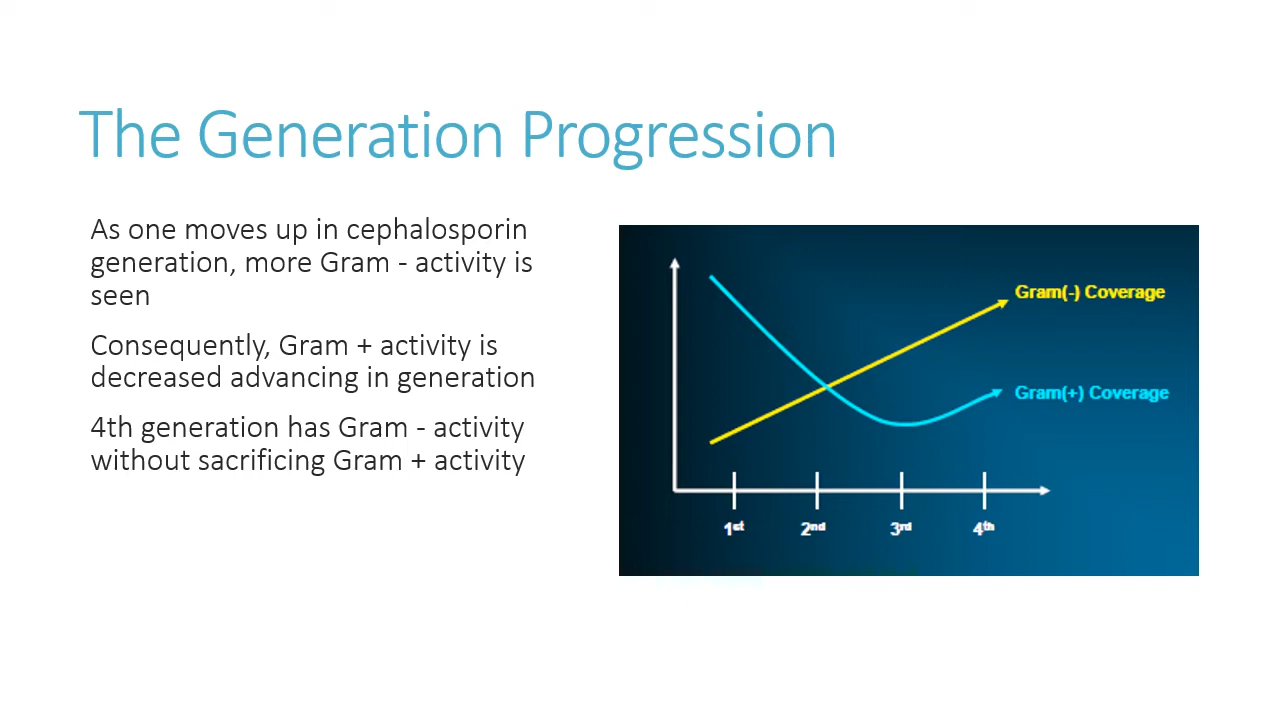 The Generation Progression
As one moves up in cephalosporin
generation, more Gram - activity is
seen
Consequently, Gram + activity is
decreased advancing in generation
4th generation has Gram - activity
without sacrificing Gram + activity
Gram(-) Coverage
Gram(+) Coverage
1st 2nd 3rd 4th